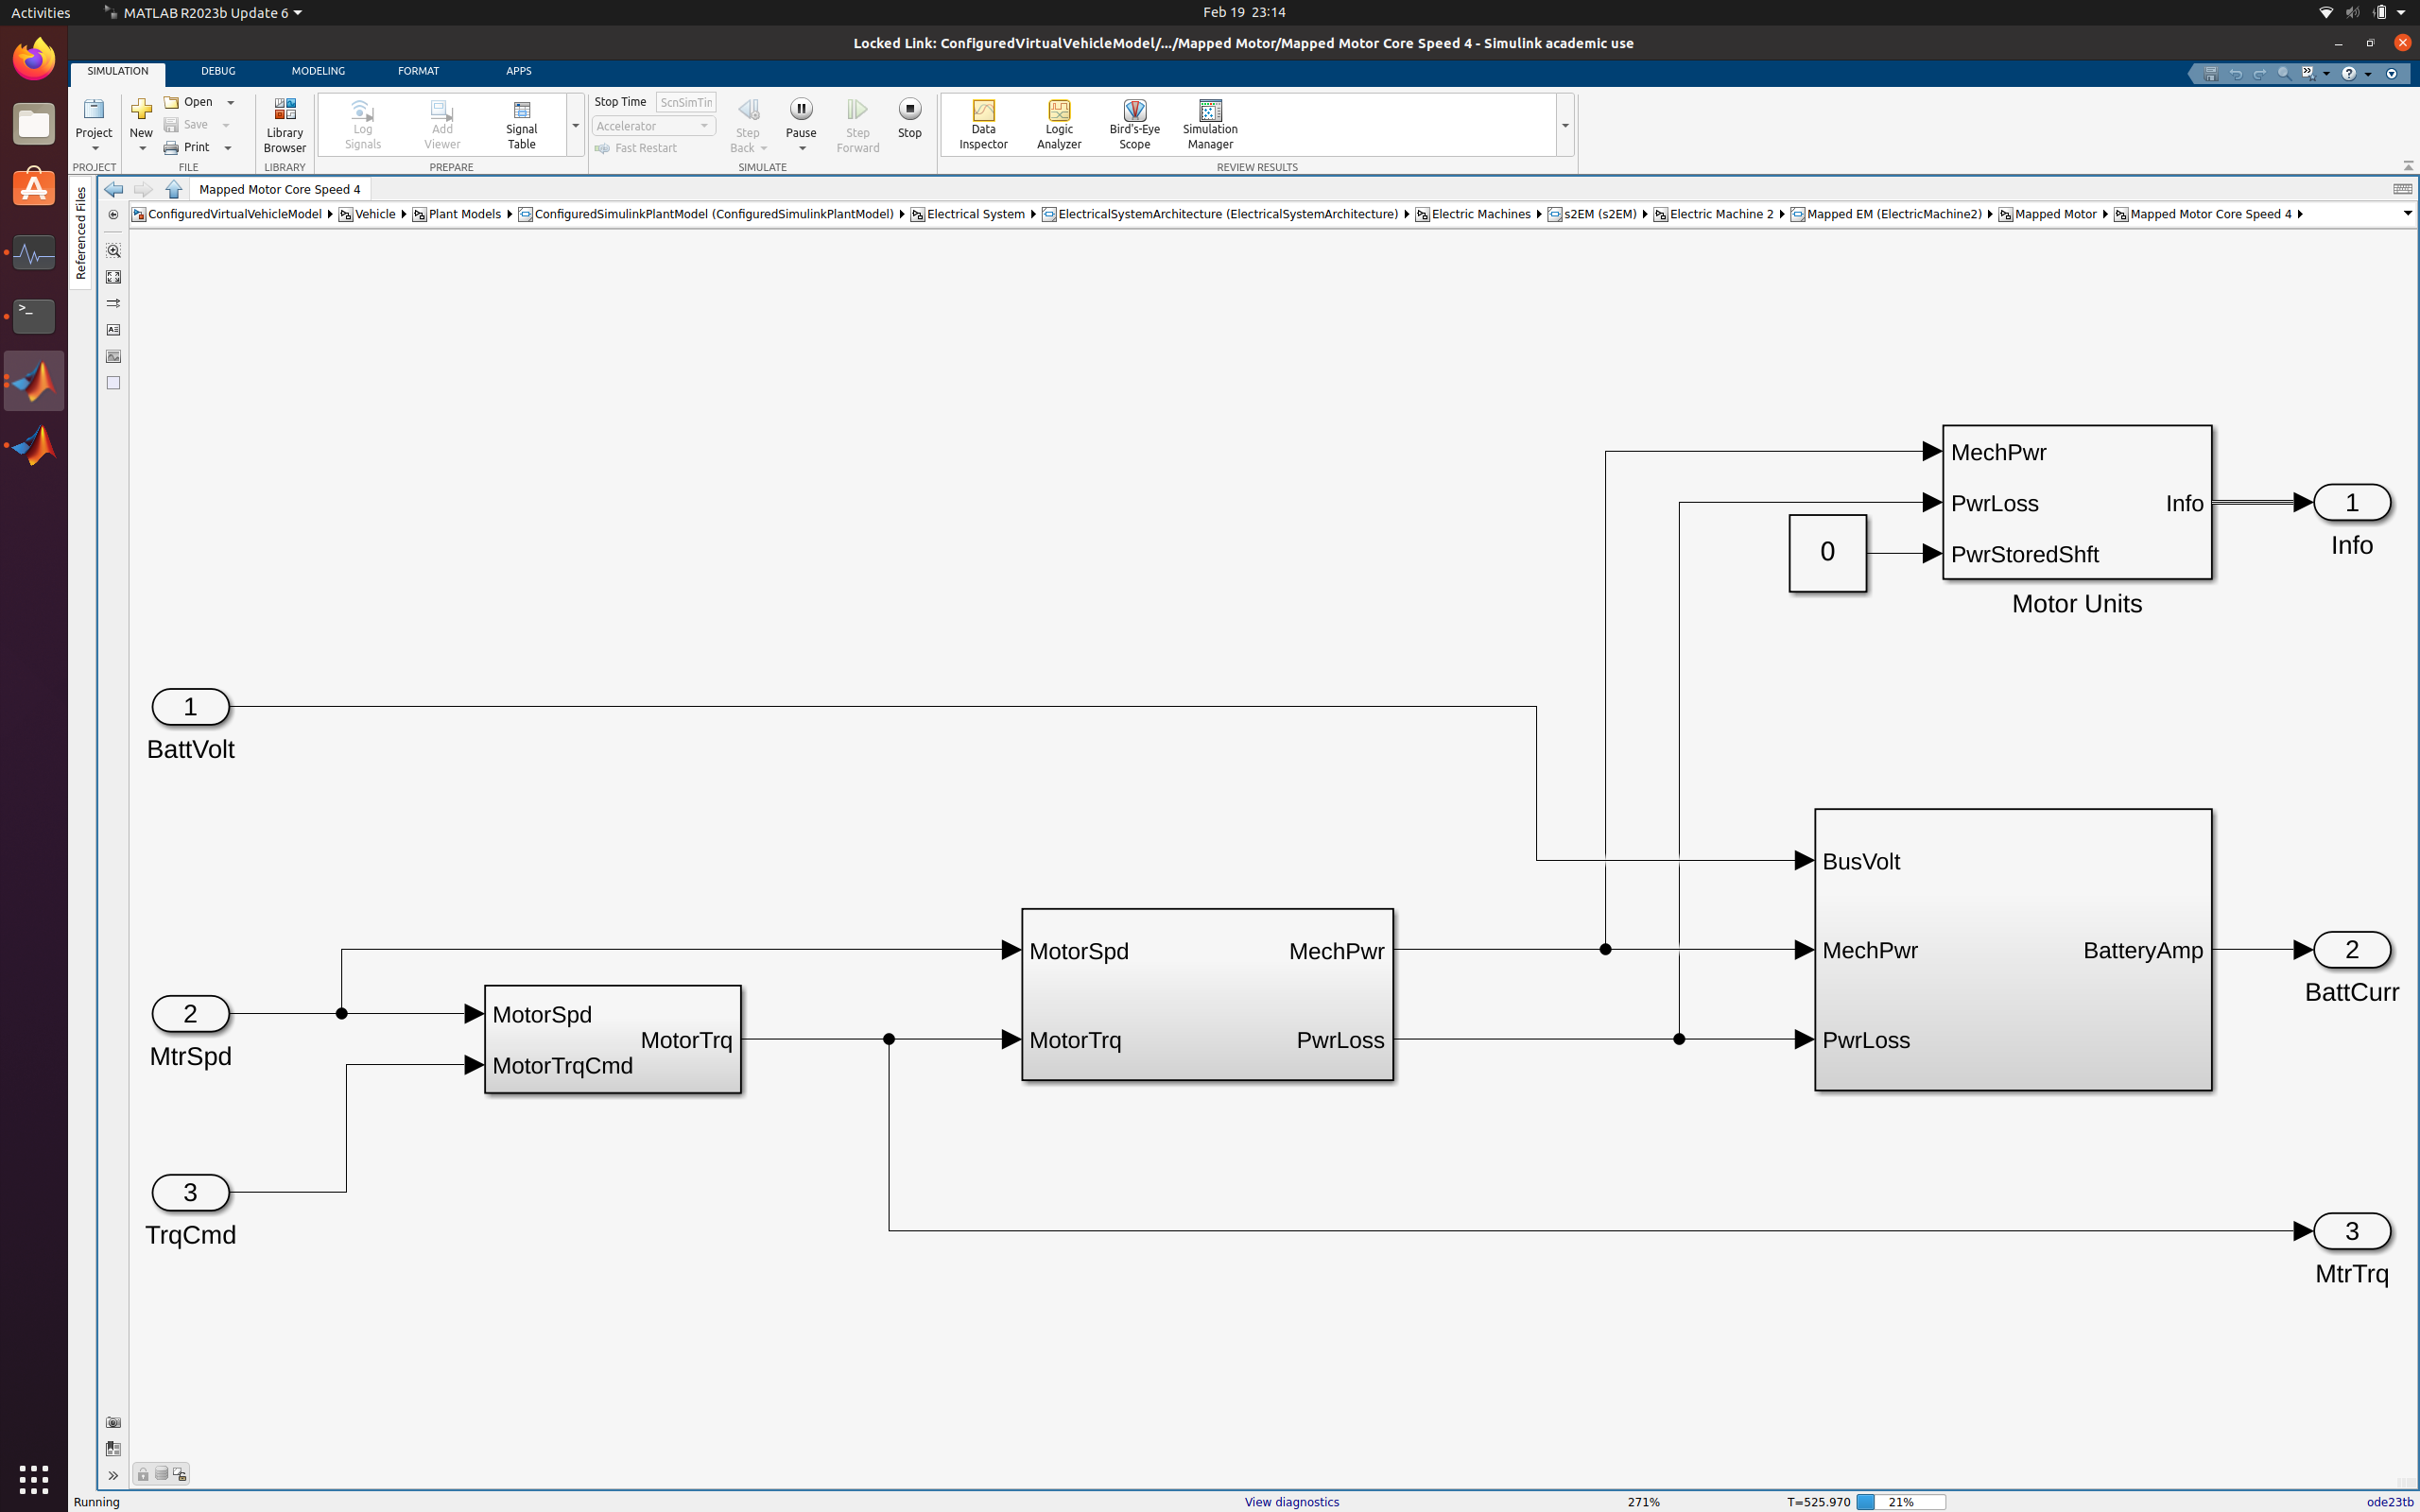 Activities
MATLAB R2023b Update 6
Feb 19 23:14
Locked Link: ConfiguredVirtualVehicleModel/.../Mapped Motor/Mapped Motor Core Speed 4 - Simulink academic use
SIMULATION DEBUG MODELING FORMAT APPS
Project
New
Open
Save
Print
Library
Browser
Log
Signals
Add
Viewer
Signal
Table
Stop Time ScnSimTin
Accelerator
Fast Restart
Step
Back
Pause
Step
Forward
Stop
Data
Inspector
Logic
Analyzer
Bird's-Eye
Scope
Simulation
Manager
PROJECT FILE LIBRARY PREPARE SIMULATE REVIEW RESULTS
Referenced Files
Mapped Motor Core Speed 4
ConfiguredVirtualVehicleModel Vehicle Plant Models ConfiguredSimulinkPlantModel (ConfiguredSimulinkPlantModel) Electrical System ElectricalSystemArchitecture (ElectricalSystemArchitecture) Electric Machines s2EM (s2EM) Electric Machine 2 Mapped EM (ElectricMachine2) Mapped Motor Mapped Motor Core Speed 4
MechPwr
PwrLoss
PwrStoredShft
Info
Motor Units
0
1
Info
1
BattVolt
BusVolt
MechPwr
PwrLoss
BatteryAmp
2
BattCurr
MotorSpd
MotorTrq
MechPwr
PwrLoss
2
MtrSpd
MotorSpd
MotorTrqCmd
MotorTrq
3
TrqCmd
3
MtrTrq
Running
View diagnostics
271%
T=525.970
21%
ode23tb